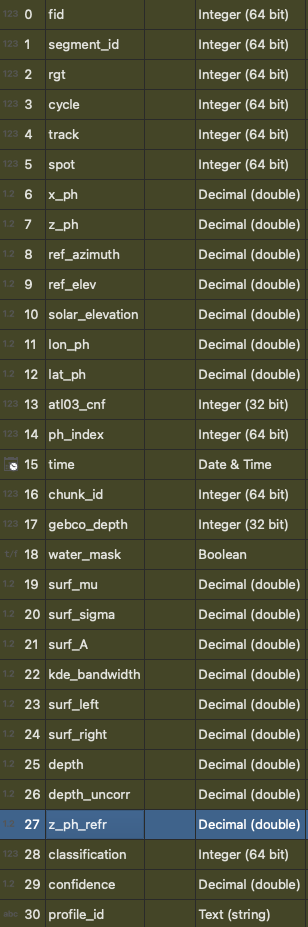 123 0 fid Integer (64 bit)
123 1 segment_id Integer (64 bit)
123 2 rgt Integer (64 bit)
123 3 cycle Integer (64 bit)
123 4 track Integer (64 bit)
123 5 spot Integer (64 bit)
1.2 6 x_ph Decimal (double)
1.2 7 z_ph Decimal (double)
1.2 8 ref_azimuth Decimal (double)
1.2 9 ref_elev Decimal (double)
1.2 10 solar_elevation Decimal (double)
1.2 11 lon_ph Decimal (double)
1.2 12 lat_ph Decimal (double)
123 13 atl03_cnf Integer (32 bit)
123 14 ph_index Integer (64 bit)
15 time Date & Time
123 16 chunk_id Integer (64 bit)
123 17 gebco_depth Integer (32 bit)
t/f 18 water_mask Boolean
1.2 19 surf_mu Decimal (double)
1.2 20 surf_sigma Decimal (double)
1.2 21 surf_A Decimal (double)
1.2 22 kde_bandwidth Decimal (double)
1.2 23 surf_left Decimal (double)
1.2 24 surf_right Decimal (double)
1.2 25 depth Decimal (double)
1.2 26 depth_uncorr Decimal (double)
1.2 27 z_ph_refr Decimal (double)
123 28 classification Integer (64 bit)
1.2 29 confidence Decimal (double)
abc 30 profile_id Text (string)